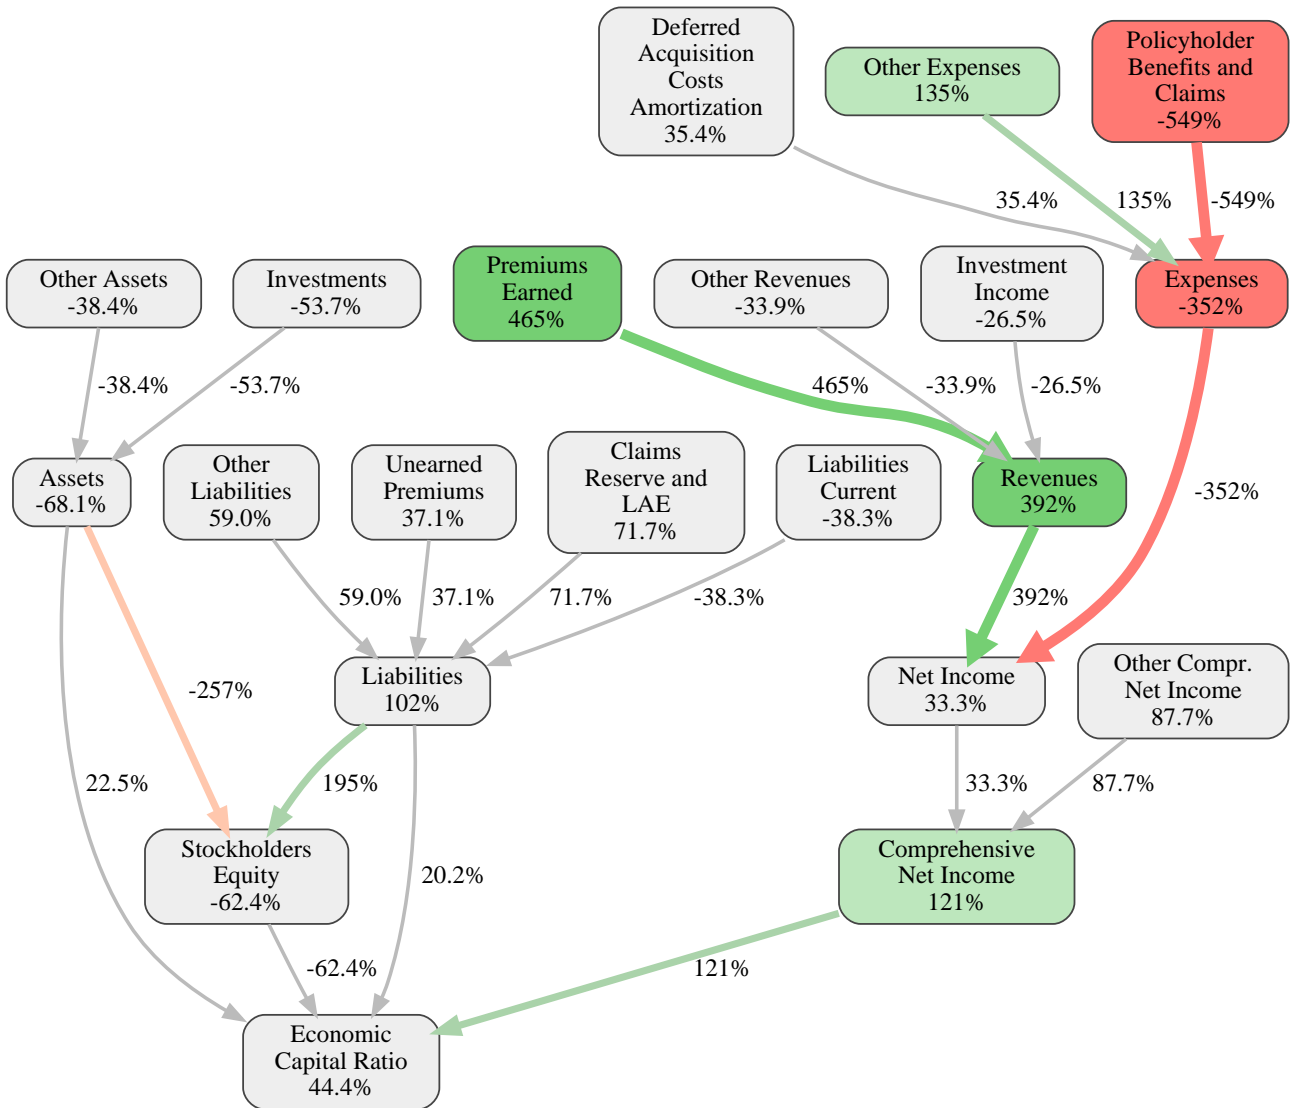 Deferred
Acquisition
Costs
Amortization
35.4%
Other Expenses
135%
Policyholder
Benefits and
Claims
-549%
35.4%
135%
-549%
Other Assets
-38.4%
Investments
-53.7%
Premiums
Earned
465%
Other Revenues
-33.9%
Investment
Income
-26.5%
Expenses
-352%
-38.4%
-53.7%
465%
-33.9%
-26.5%
-352%
Assets
-68.1%
Other
Liabilities
59.0%
Unearned
Premiums
37.1%
Claims
Reserve and
LAE
71.7%
Liabilities
Current
-38.3%
Revenues
392%
59.0%
37.1%
71.7%
-38.3%
392%
-257%
Liabilities
102%
Net Income
33.3%
Other Compr.
Net Income
87.7%
22.5%
195%
33.3%
87.7%
Stockholders
Equity
-62.4%
20.2%
Comprehensive
Net Income
121%
-62.4%
121%
Economic
Capital Ratio
44.4%